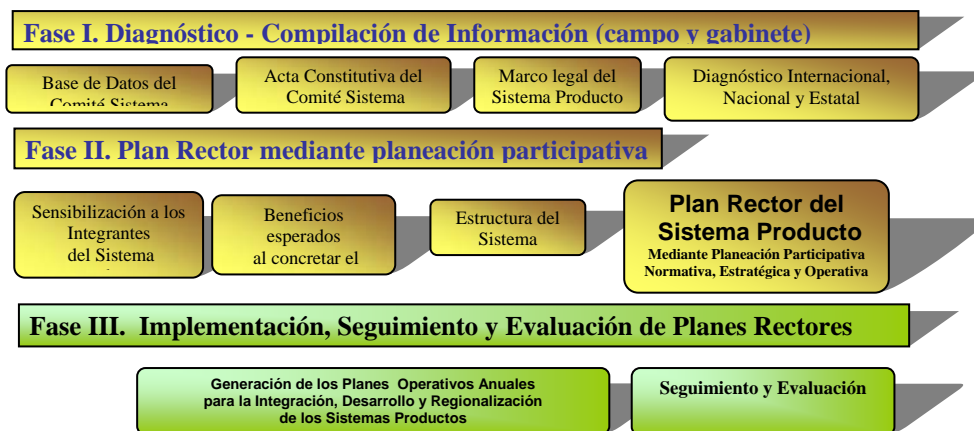 Fase I. Diagnóstico - Compilación de Información (campo y gabinete)
Base de Datos del
Comité Sistema
Acta Constitutiva del
Comité Sistema
Marco legal del
Sistema Producto
Diagnóstico Internacional,
Nacional y Estatal
Fase II. Plan Rector mediante planeación participativa
Sensibilización a los
Integrantes
del Sistema
Beneficios
esperados
al concretar el
Estructura del
Sistema
Plan Rector del
Sistema Producto
Mediante Planeación Participativa
Normativa, Estratégica y Operativa
Fase III. Implementación, Seguimiento y Evaluación de Planes Rectores
Generación de los Planes Operativos Anuales
para la Integración, Desarrollo y Regionalización
de los Sistemas Productos
Seguimiento y Evaluación